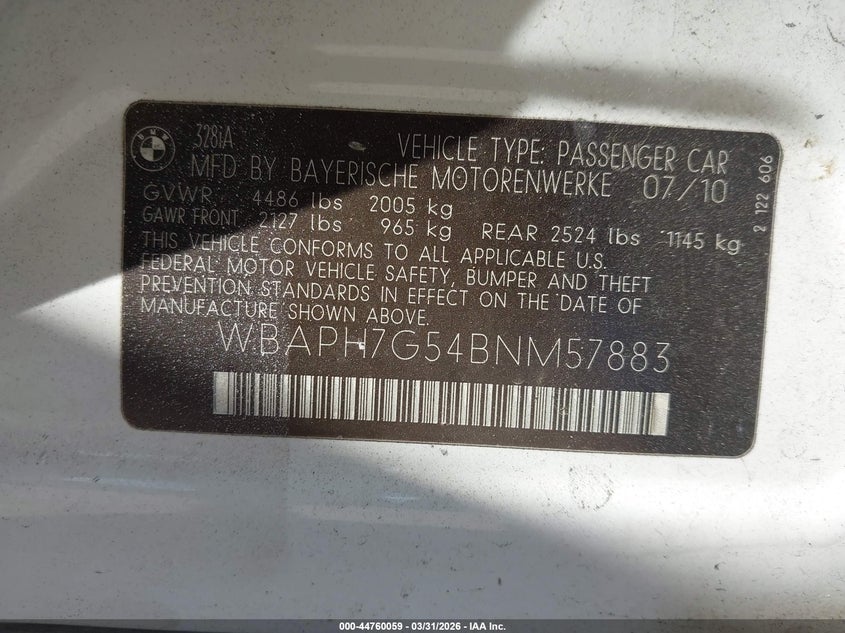 BMW
328iA
VEHICLE TYPE: PASSENGER CAR
MFD BY BAYERISCHE MOTORENWERKE 07/10
GVWR 4486 lbs 2005 kg
GAWR FRONT 2127 lbs 965 kg REAR 2524 lbs 1145 kg
THIS VEHICLE CONFORMS TO ALL APPLICABLE U.S.
FEDERAL MOTOR VEHICLE SAFETY, BUMPER AND THEFT
PREVENTION STANDARDS IN EFFECT ON THE DATE OF
MANUFACTURE SHOWN ABOVE.
WBAPH7G54BNM57883
2 122 606
000-44760059 - 03/31/2026 - IAA Inc.